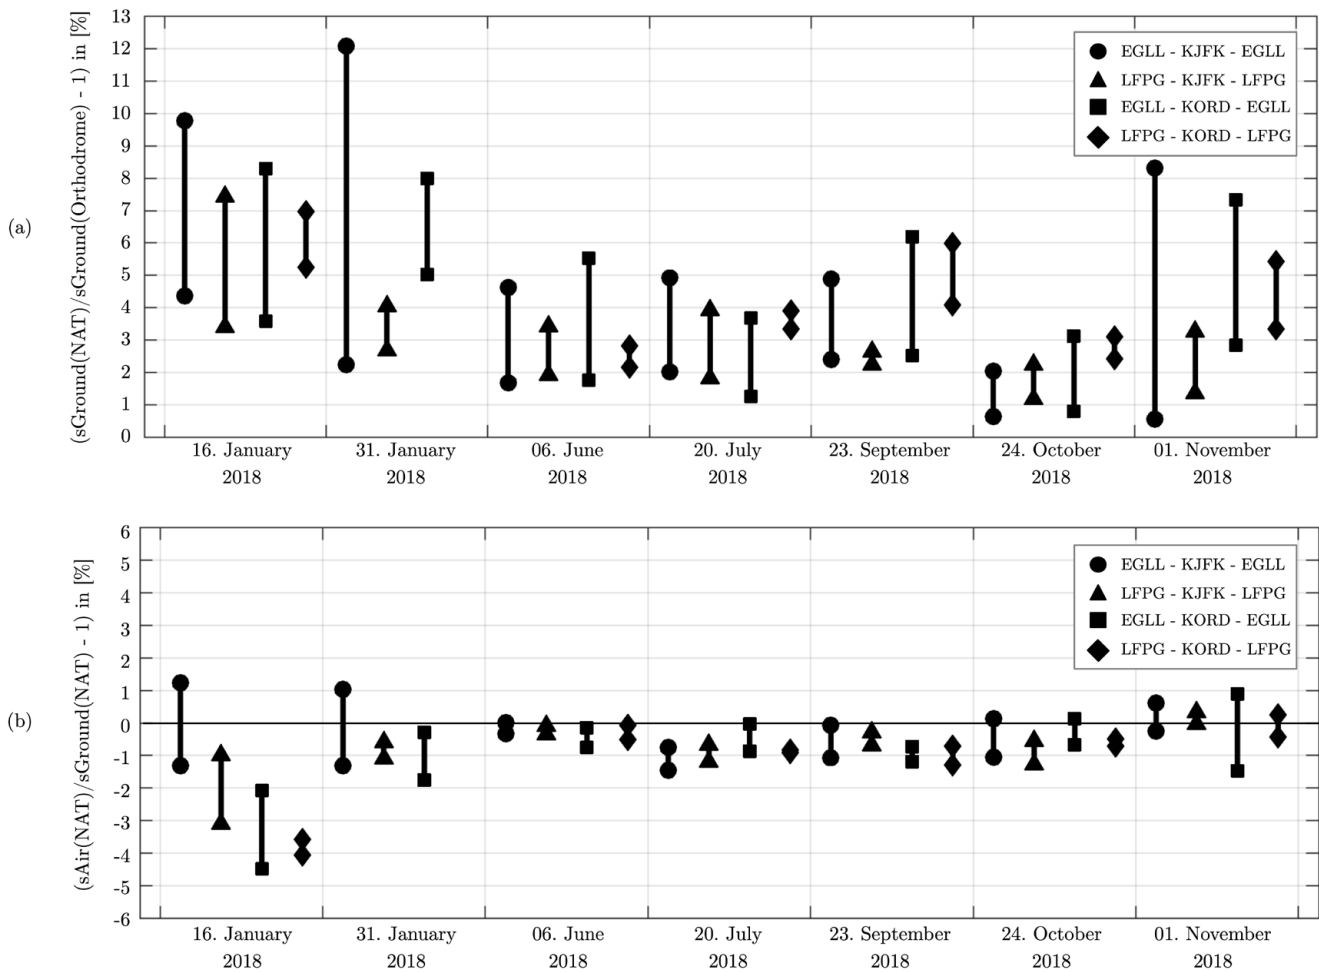 (a)
(sGround(NAT)/sGround(Orthodrome) - 1) in [%]
13
12
11
10
9
8
7
6
5
4
3
2
1
0
EGLL - KJFK - EGLL
LFPG - KJFK - LFPG
EGLL - KORD - EGLL
LFPG - KORD - LFPG
16. January 31. January 06. June 20. July 23. September 24. October 01. November
2018 2018 2018 2018 2018 2018 2018
(b)
(sAir(NAT)/sGround(NAT) - 1) in [%]
6
5
4
3
2
1
0
-1
-2
-3
-4
-5
-6
EGLL - KJFK - EGLL
LFPG - KJFK - LFPG
EGLL - KORD - EGLL
LFPG - KORD - LFPG
16. January 31. January 06. June 20. July 23. September 24. October 01. November
2018 2018 2018 2018 2018 2018 2018